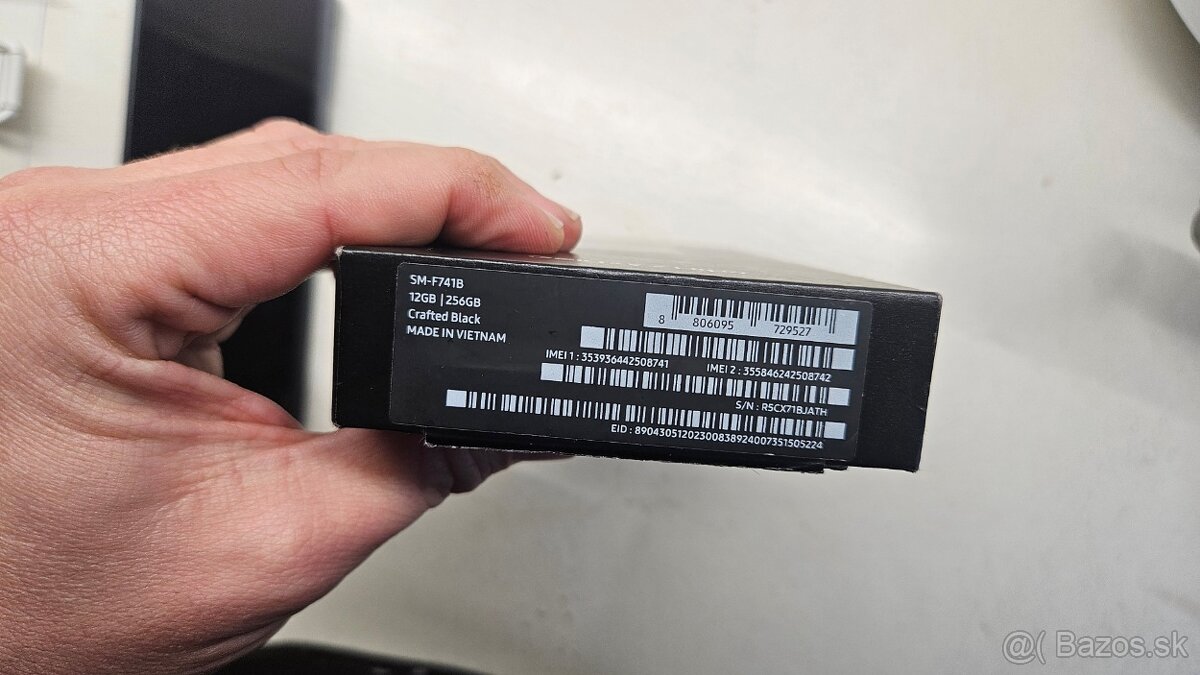 SM-F741B
12GB | 256GB
Crafted Black
MADE IN VIETNAM
8 806095 729527
IMEI 1 : 353936442508741 IMEI 2 : 355846242508742
S/N : R5CX71BJATH
EID : 89043051202300838924007351505224
@( Bazos.sk